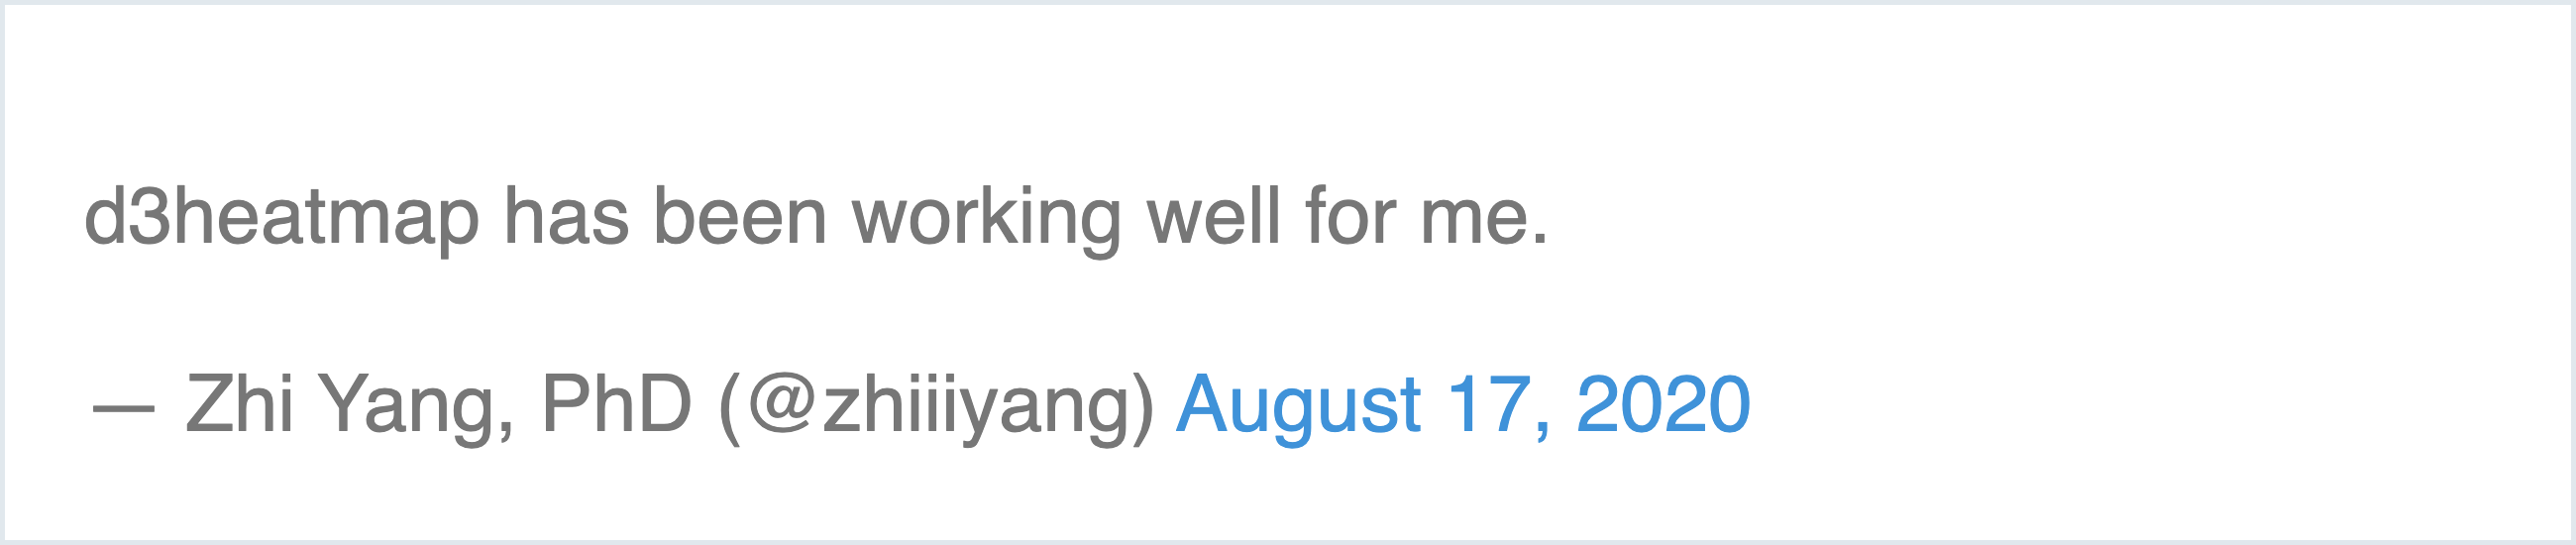 d3heatmap has been working well for me.
— Zhi Yang, PhD (@zhiiiyang) August 17, 2020